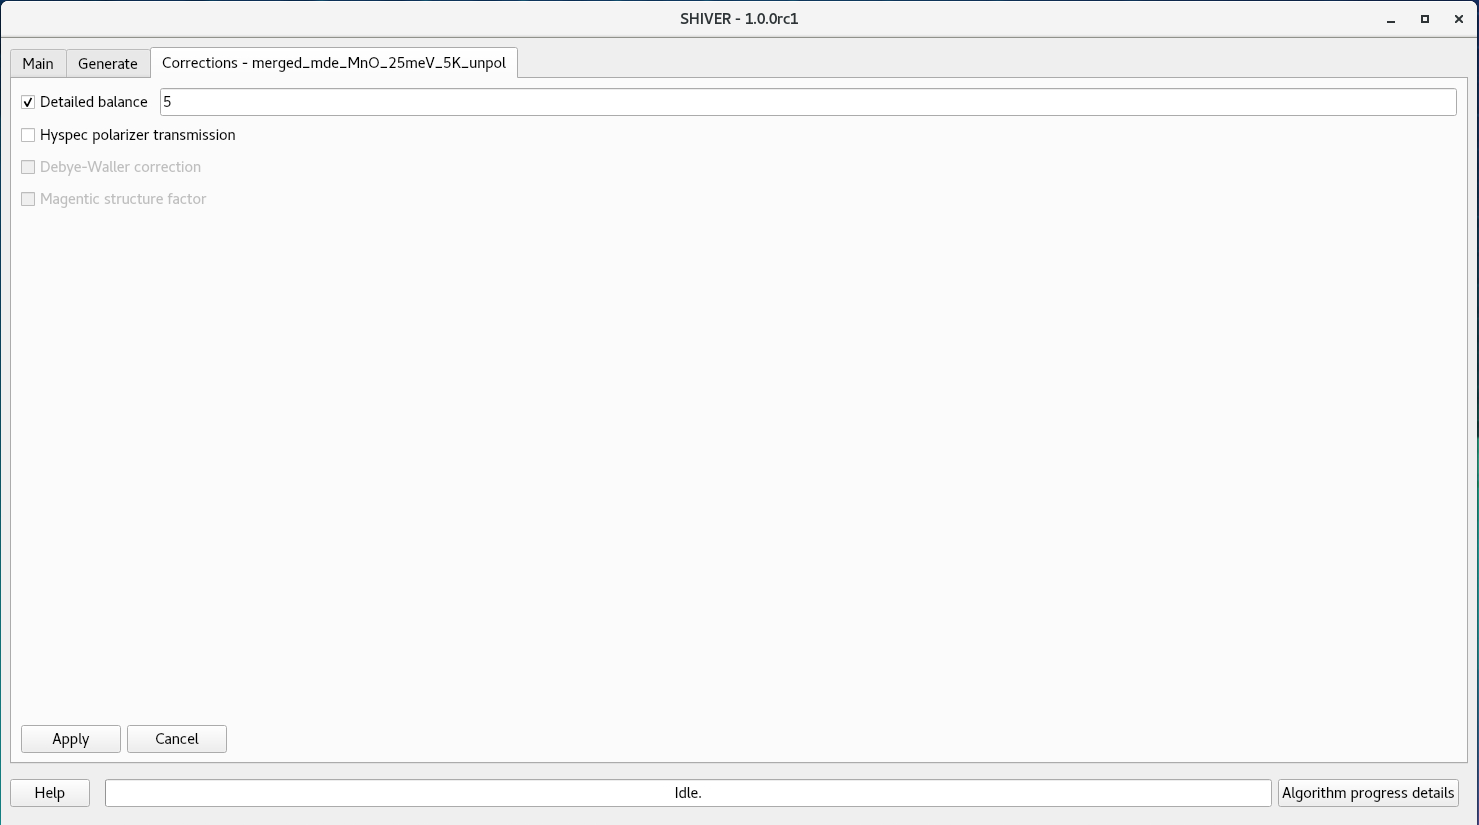 SHIVER - 1.0.0rc1
Main Generate Corrections - merged_mde_MnO_25meV_5K_unpol
Detailed balance 5
Hyspec polarizer transmission
Debye-Waller correction
Magentic structure factor
Apply Cancel
Help Idle. Algorithm progress details